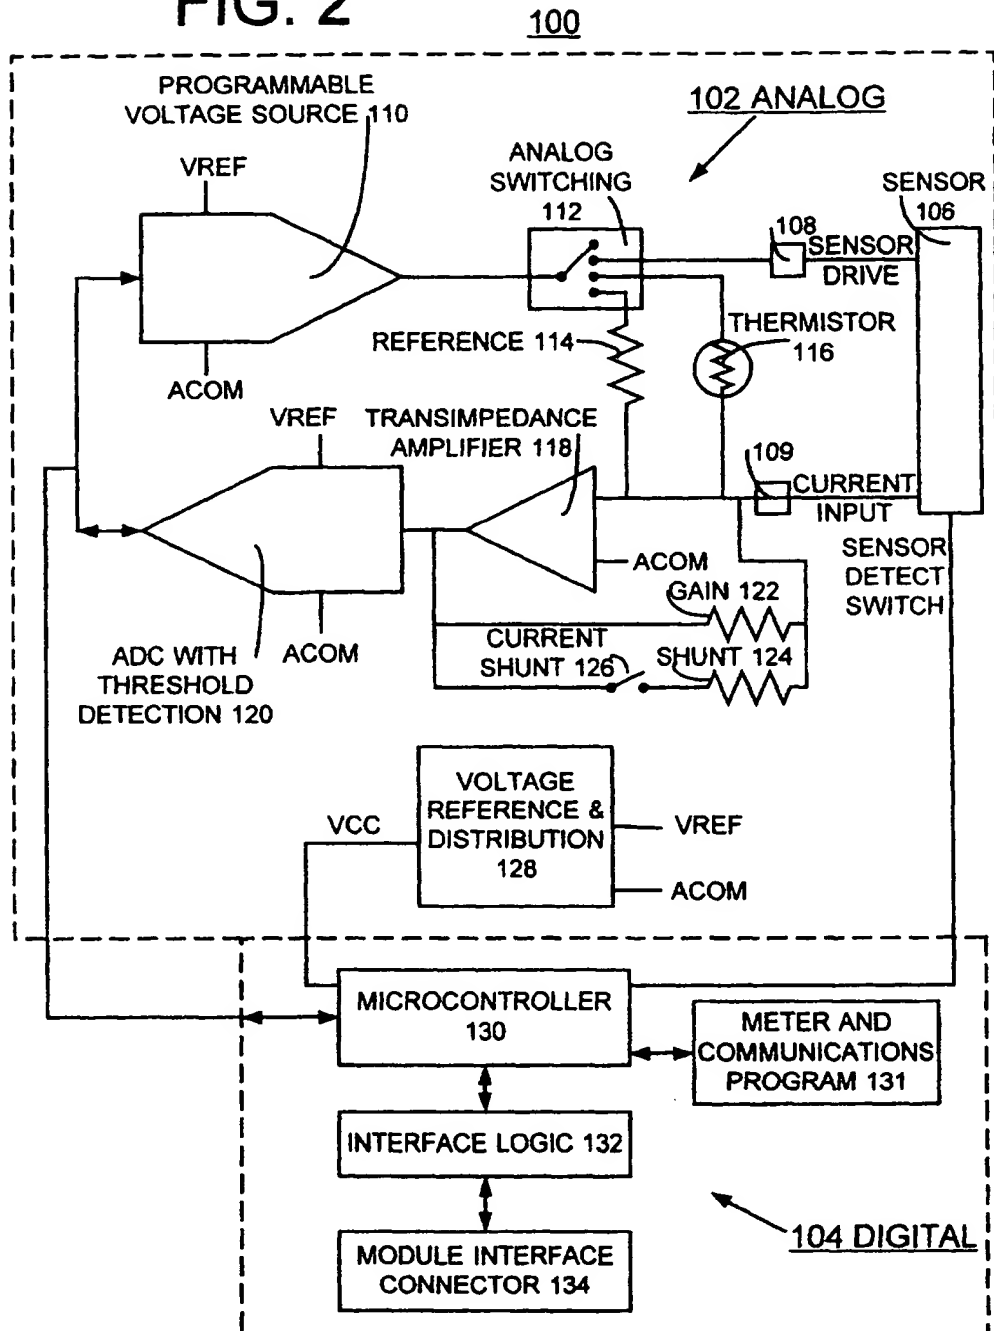 FIG. 2
100
PROGRAMMABLE
VOLTAGE SOURCE 110
102 ANALOG
VREF
ANALOG
SWITCHING
112
SENSOR
106
108
SENSOR
DRIVE
REFERENCE 114
THERMISTOR
116
ACOM
VREF
TRANSIMPEDANCE
AMPLIFIER 118
109
CURRENT
INPUT
ACOM
SENSOR
DETECT
SWITCH
GAIN 122
CURRENT
SHUNT 126
SHUNT 124
ACOM
ADC WITH
THRESHOLD
DETECTION 120
VOLTAGE
REFERENCE &
DISTRIBUTION
128
VCC
VREF
ACOM
MICROCONTROLLER
130
METER AND
COMMUNICATIONS
PROGRAM 131
INTERFACE LOGIC 132
104 DIGITAL
MODULE INTERFACE
CONNECTOR 134